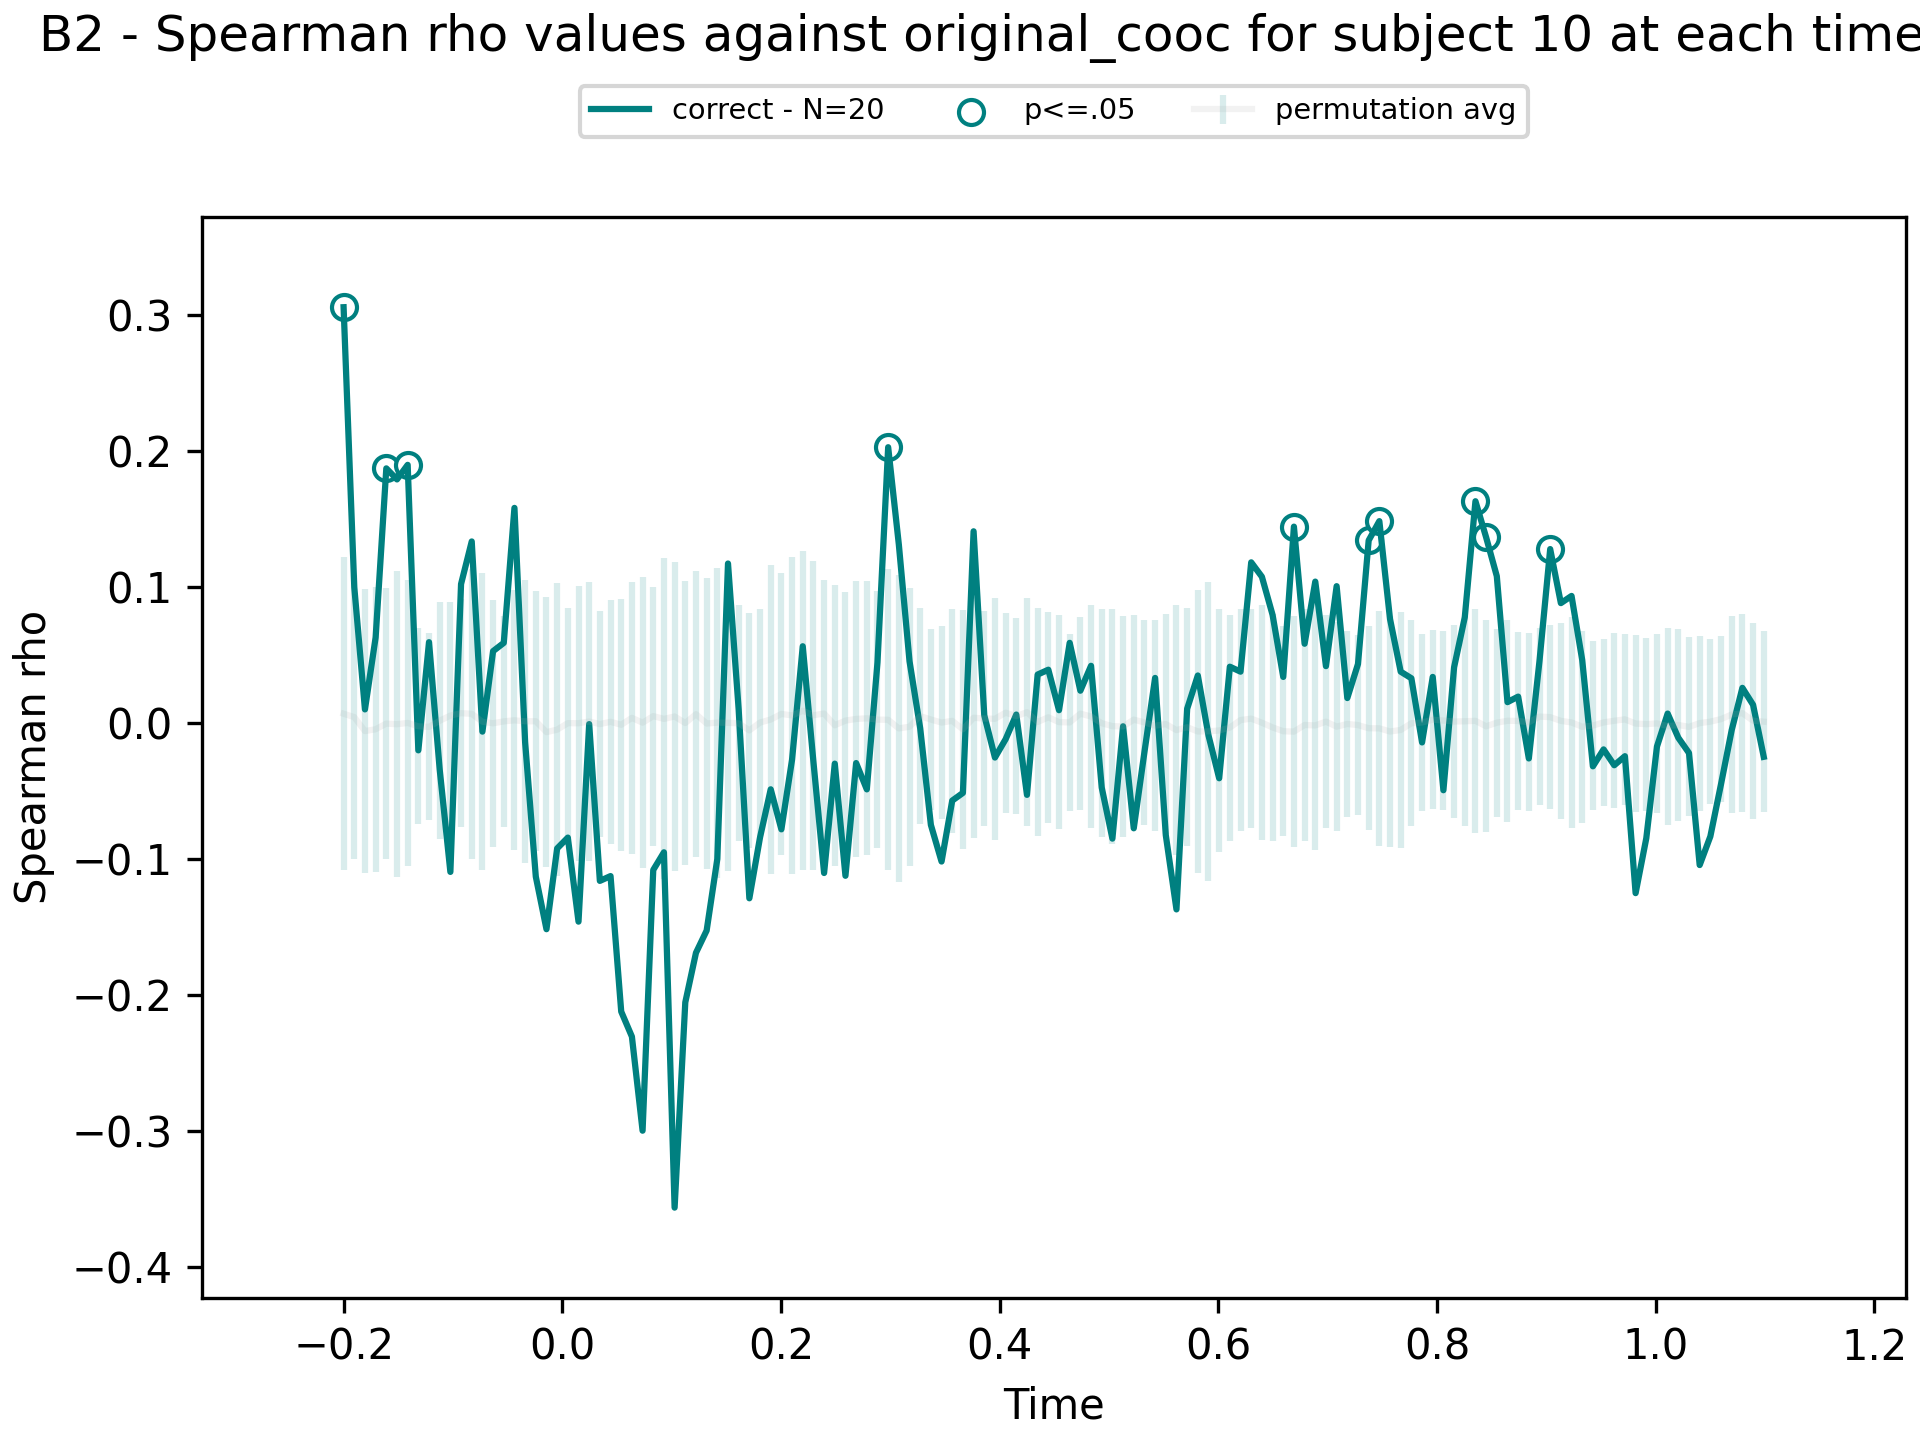 B2 - Spearman rho values against original_cooc for subject 10 at each time
correct - N=20 p<=.05 permutation avg
Spearman rho
0.3
0.2
0.1
0.0
−0.1
−0.2
−0.3
−0.4
−0.2 0.0 0.2 0.4 0.6 0.8 1.0 1.2
Time